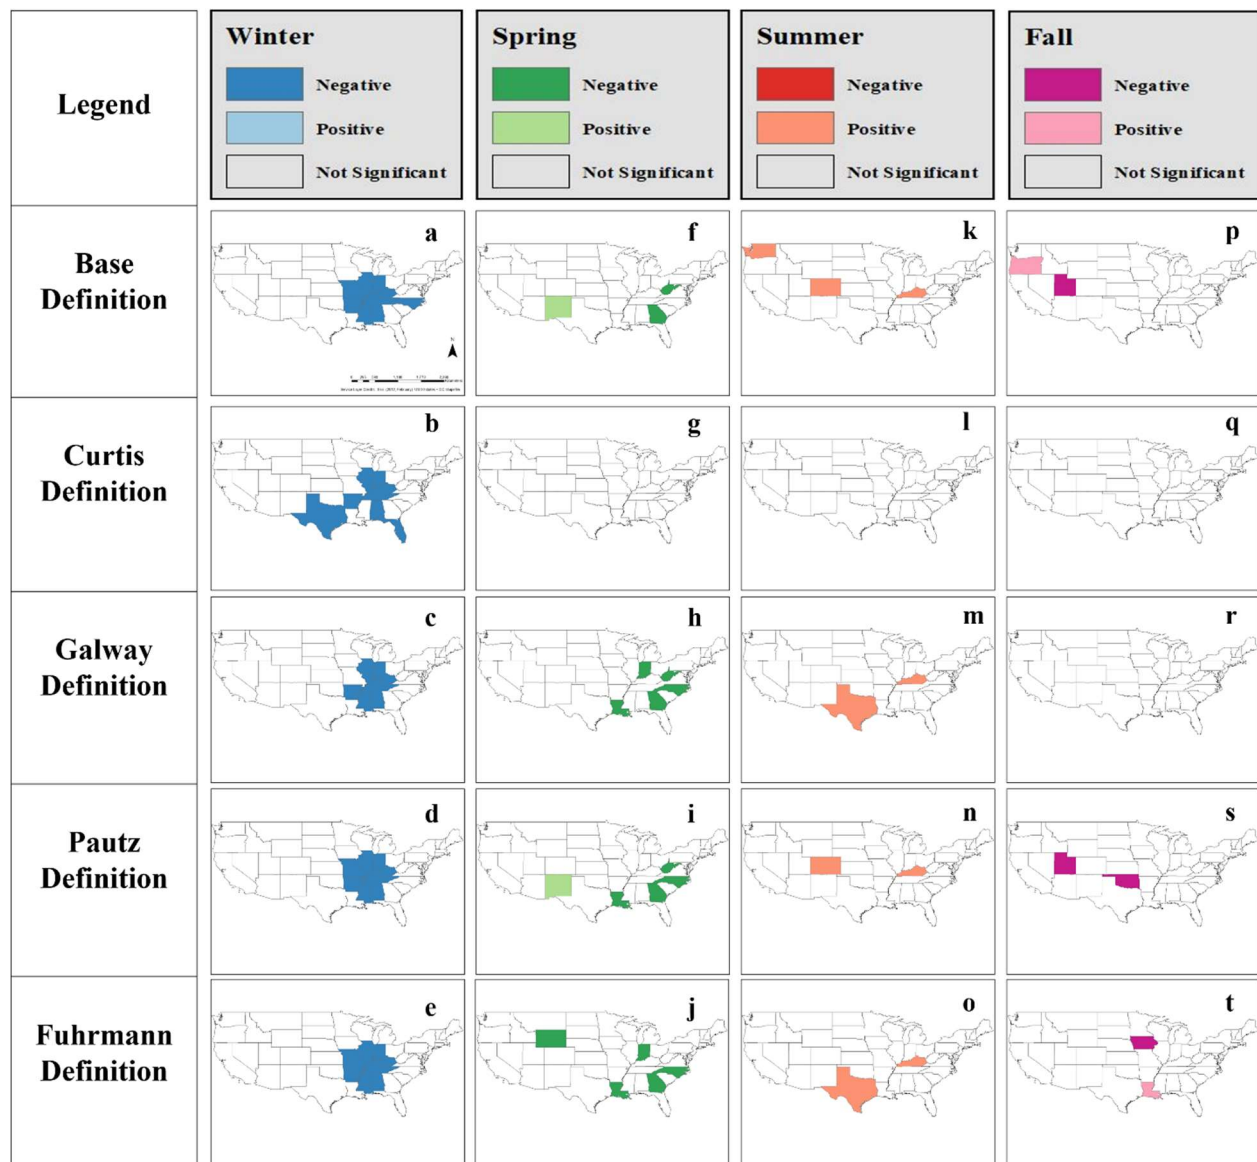 Legend
Winter
Negative
Positive
Not Significant
Spring
Negative
Positive
Not Significant
Summer
Negative
Positive
Not Significant
Fall
Negative
Positive
Not Significant
Base
Definition
a
N
f
k
p
Curtis
Definition
b
g
l
q
Galway
Definition
c
h
m
r
Pautz
Definition
d
i
n
s
Fuhrmann
Definition
e
j
o
t